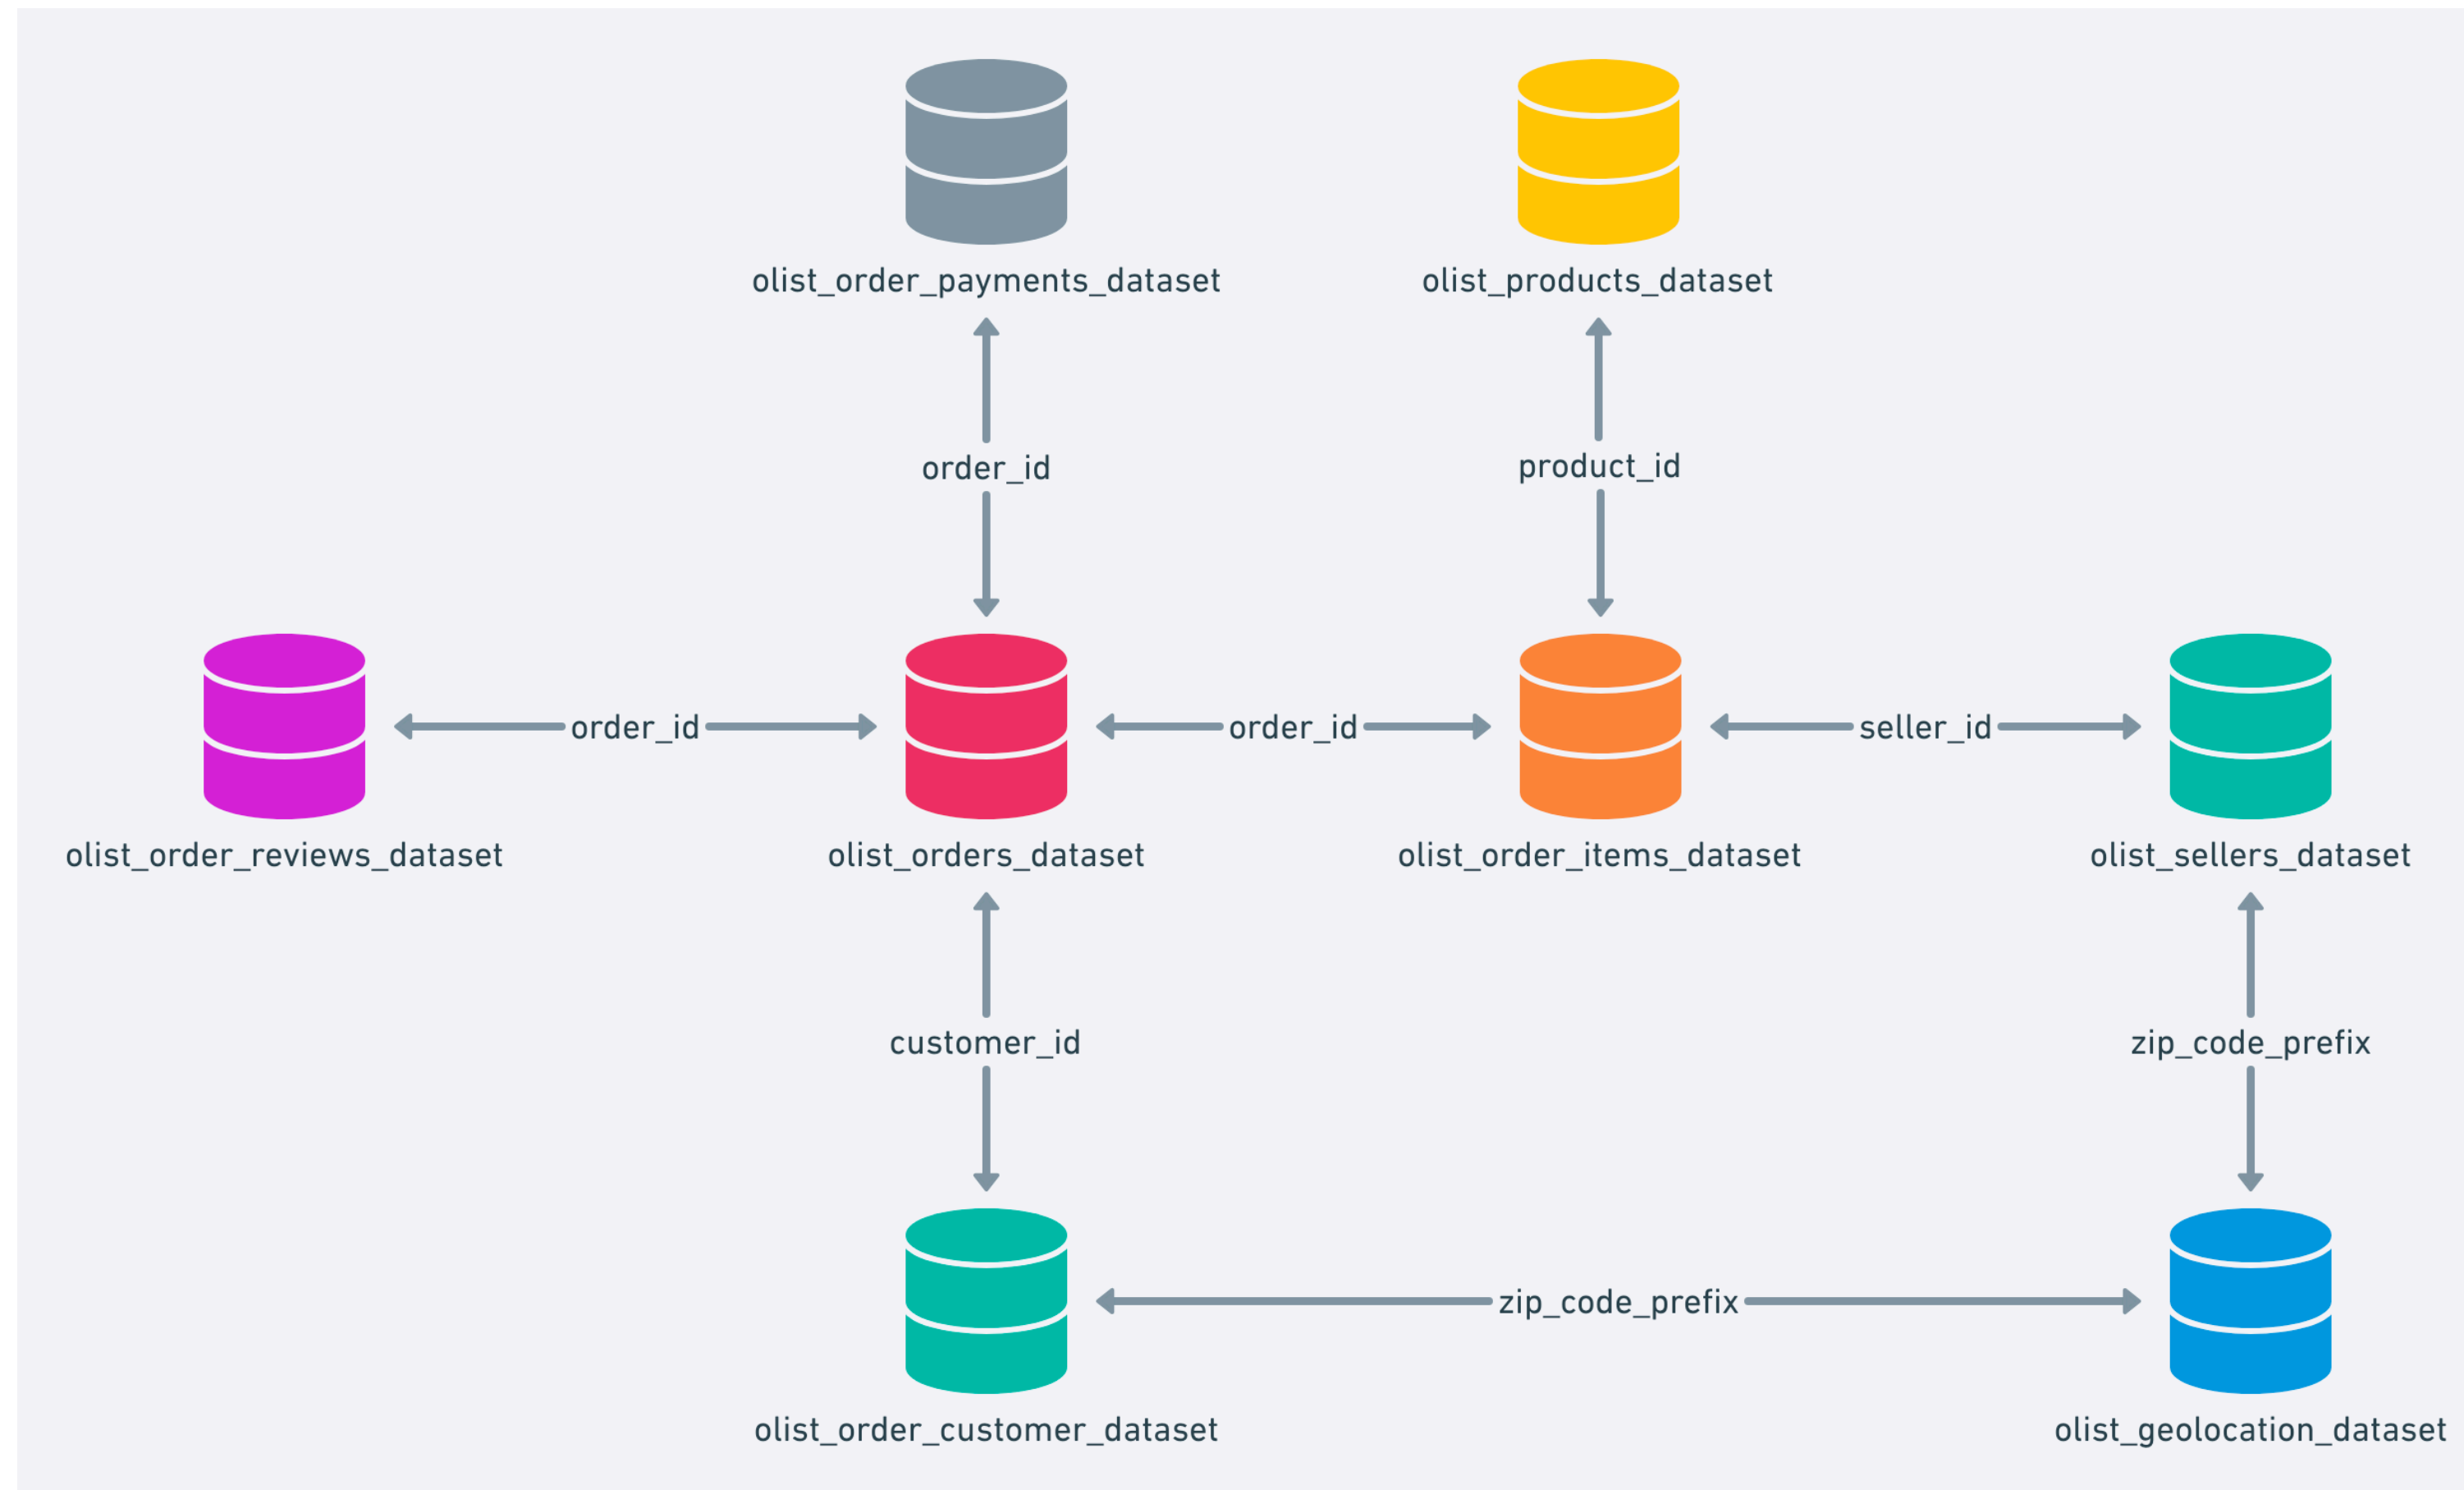 olist_order_payments_dataset
olist_products_dataset
order_id
product_id
order_id
order_id
seller_id
olist_order_reviews_dataset
olist_orders_dataset
olist_order_items_dataset
olist_sellers_dataset
customer_id
zip_code_prefix
zip_code_prefix
olist_order_customer_dataset
olist_geolocation_dataset